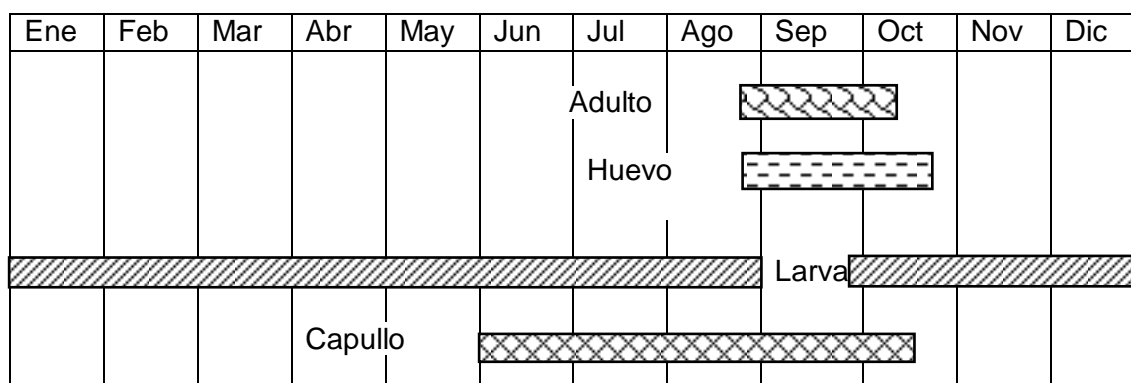 Ene Feb Mar Abr May Jun Jul Ago Sep Oct Nov Dic
Adulto
Huevo
Larva
Capullo